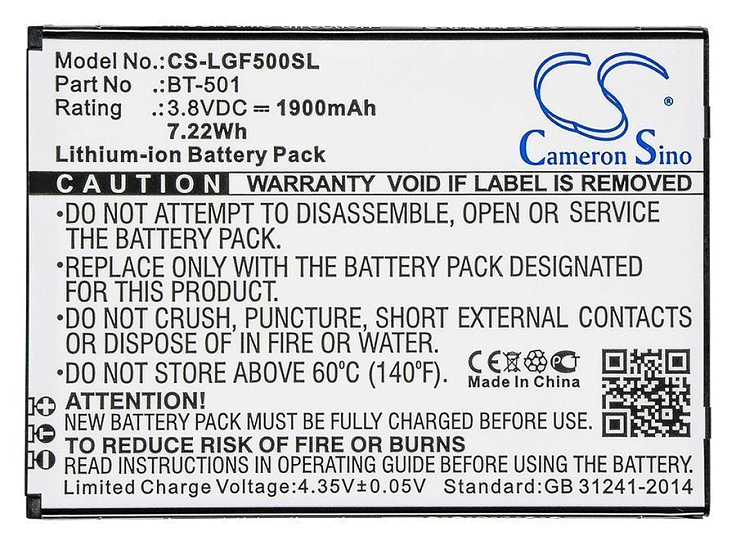 Model No.:CS-LGF500SL
Part No    .:BT-501
Rating     .:3.8VDC ⎓ 1900mAh
7.22Wh
Lithium-ion Battery Pack
CS ®
Cameron Sino
CAUTION WARRANTY VOID IF LABEL IS REMOVED
•DO NOT ATTEMPT TO DISASSEMBLE, OPEN OR SERVICE
THE BATTERY PACK.
•REPLACE ONLY WITH THE BATTERY PACK DESIGNATED
FOR THIS PRODUCT.
•DO NOT CRUSH, PUNCTURE, SHORT EXTERNAL CONTACTS
OR DISPOSE OF IN FIRE OR WATER.
•DO NOT STORE ABOVE 60°C (140°F).
CE
Made In China
ATTENTION!
NEW BATTERY PACK MUST BE FULLY CHARGED BEFORE USE.
TO REDUCE RISK OF FIRE OR BURNS
READ INSTRUCTIONS IN OPERATING GUIDE BEFORE BATTERY USE.
Limited Charge Voltage:4.35V±0.05V Standard:GB 31241-2014